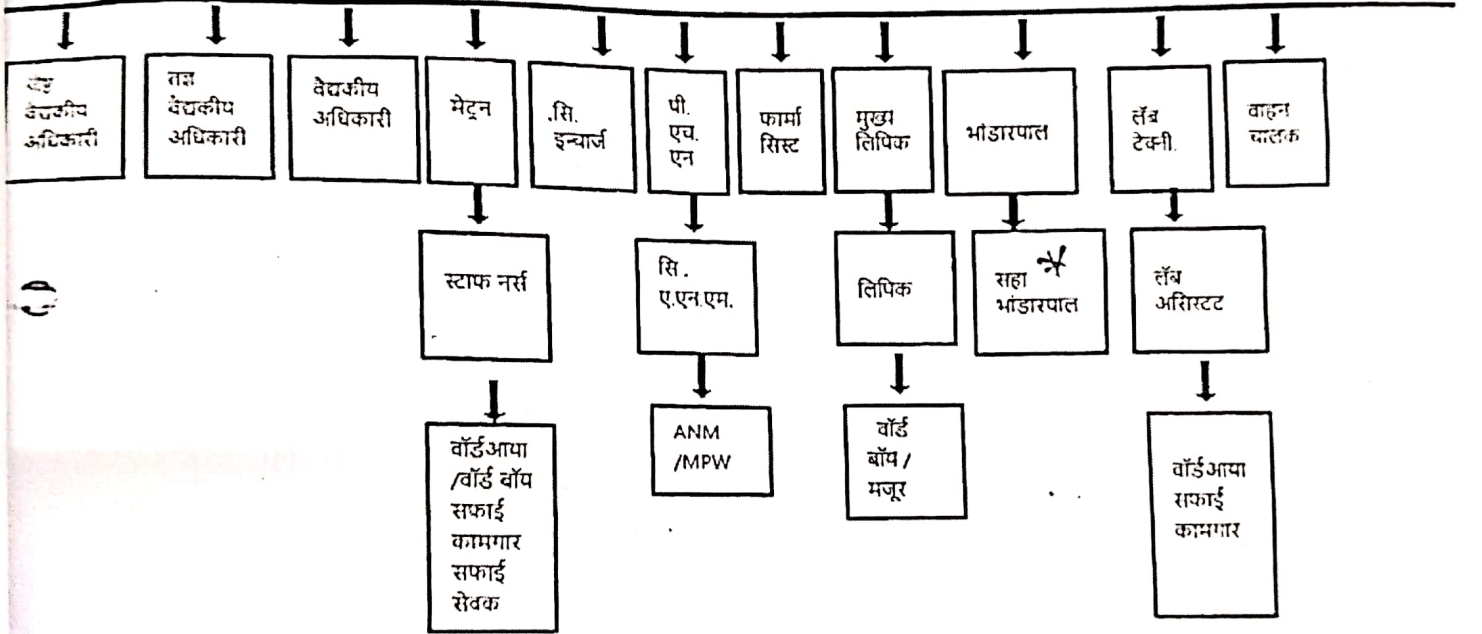 वैद्यकीय
अधिकारी
तज्ञ
वैद्यकीय
अधिकारी
वैद्यकीय
अधिकारी
मेट्रन
.सि.
इन्चार्ज
पी.
एच.
एन
फार्मा
सिस्ट
मुख्य
लिपिक
भांडारपाल
लॅब
टेक्नी.
वाहन
चालक
स्टाफ नर्स
सि.
ए.एन.एम.
लिपिक
सहा
भांडारपाल
लॅब
असिस्टट
वॉर्डआया
/वॉर्ड बॉय
सफाई
कामगार
सफाई
सेवक
ANM
/MPW
वॉर्ड
बॉय /
मजूर
वॉर्डआया
सफाई
कामगार